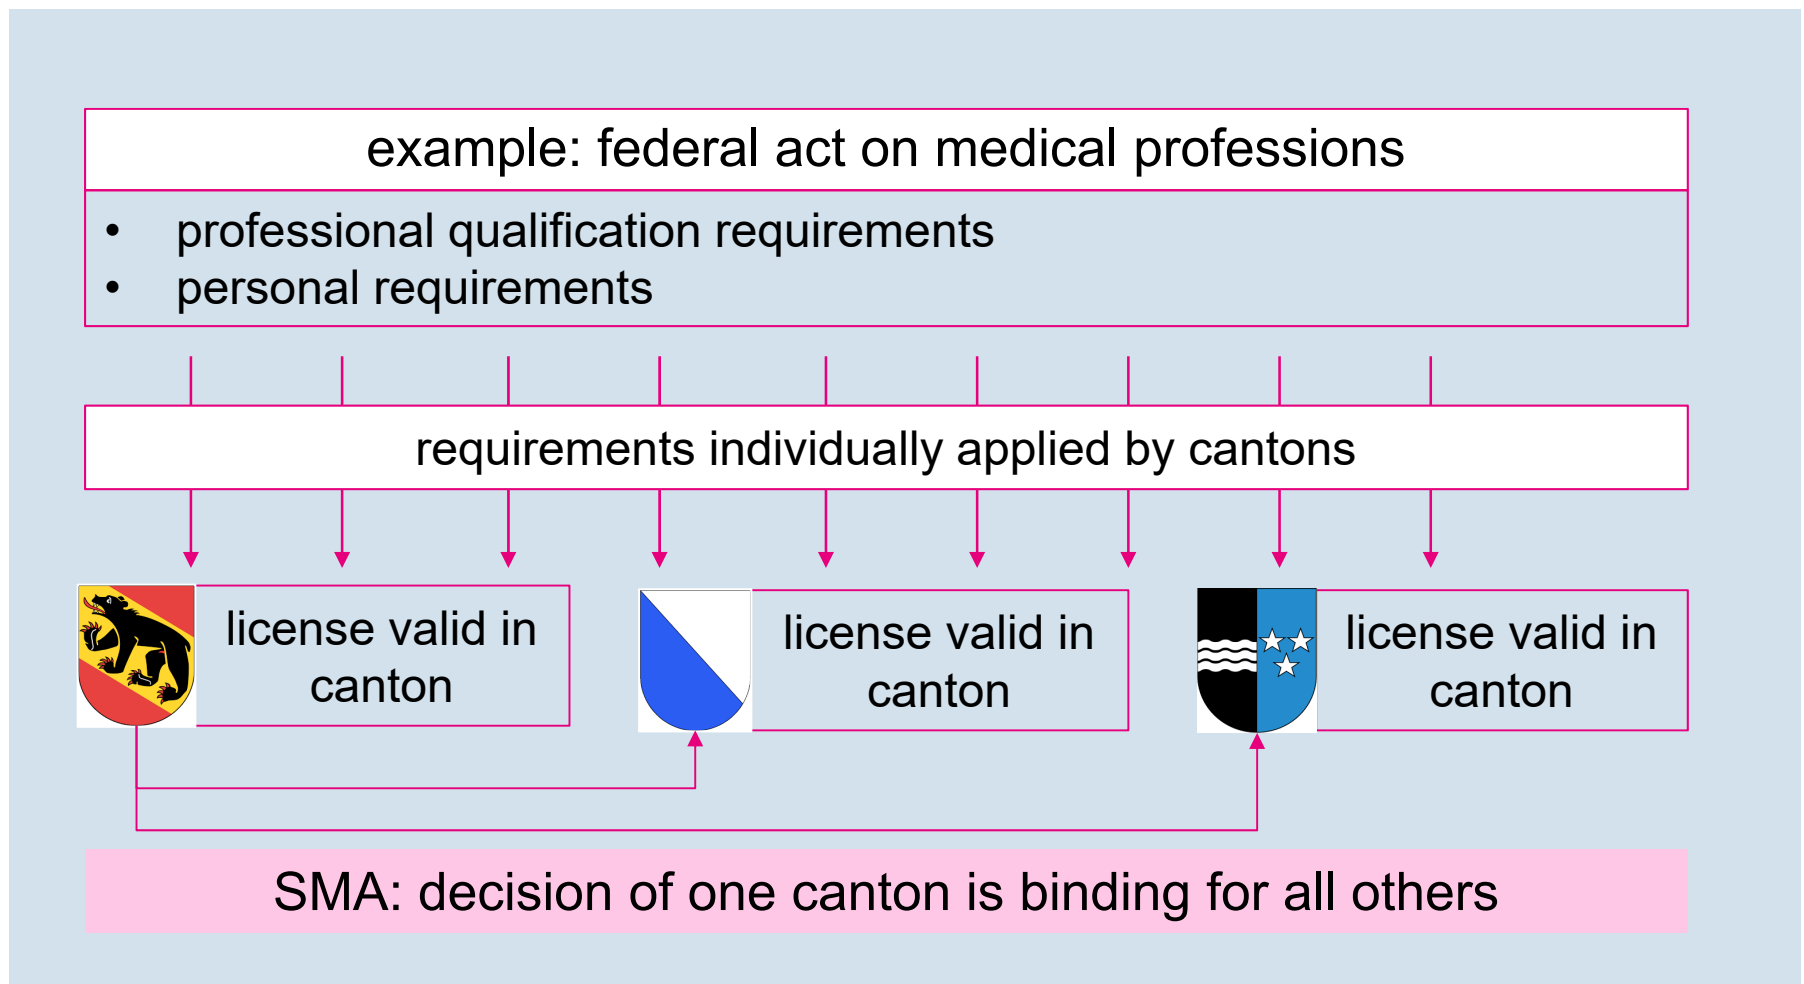 example: federal act on medical professions
• professional qualification requirements
• personal requirements
requirements individually applied by cantons
license valid in
canton
license valid in
canton
license valid in
canton
SMA: decision of one canton is binding for all others